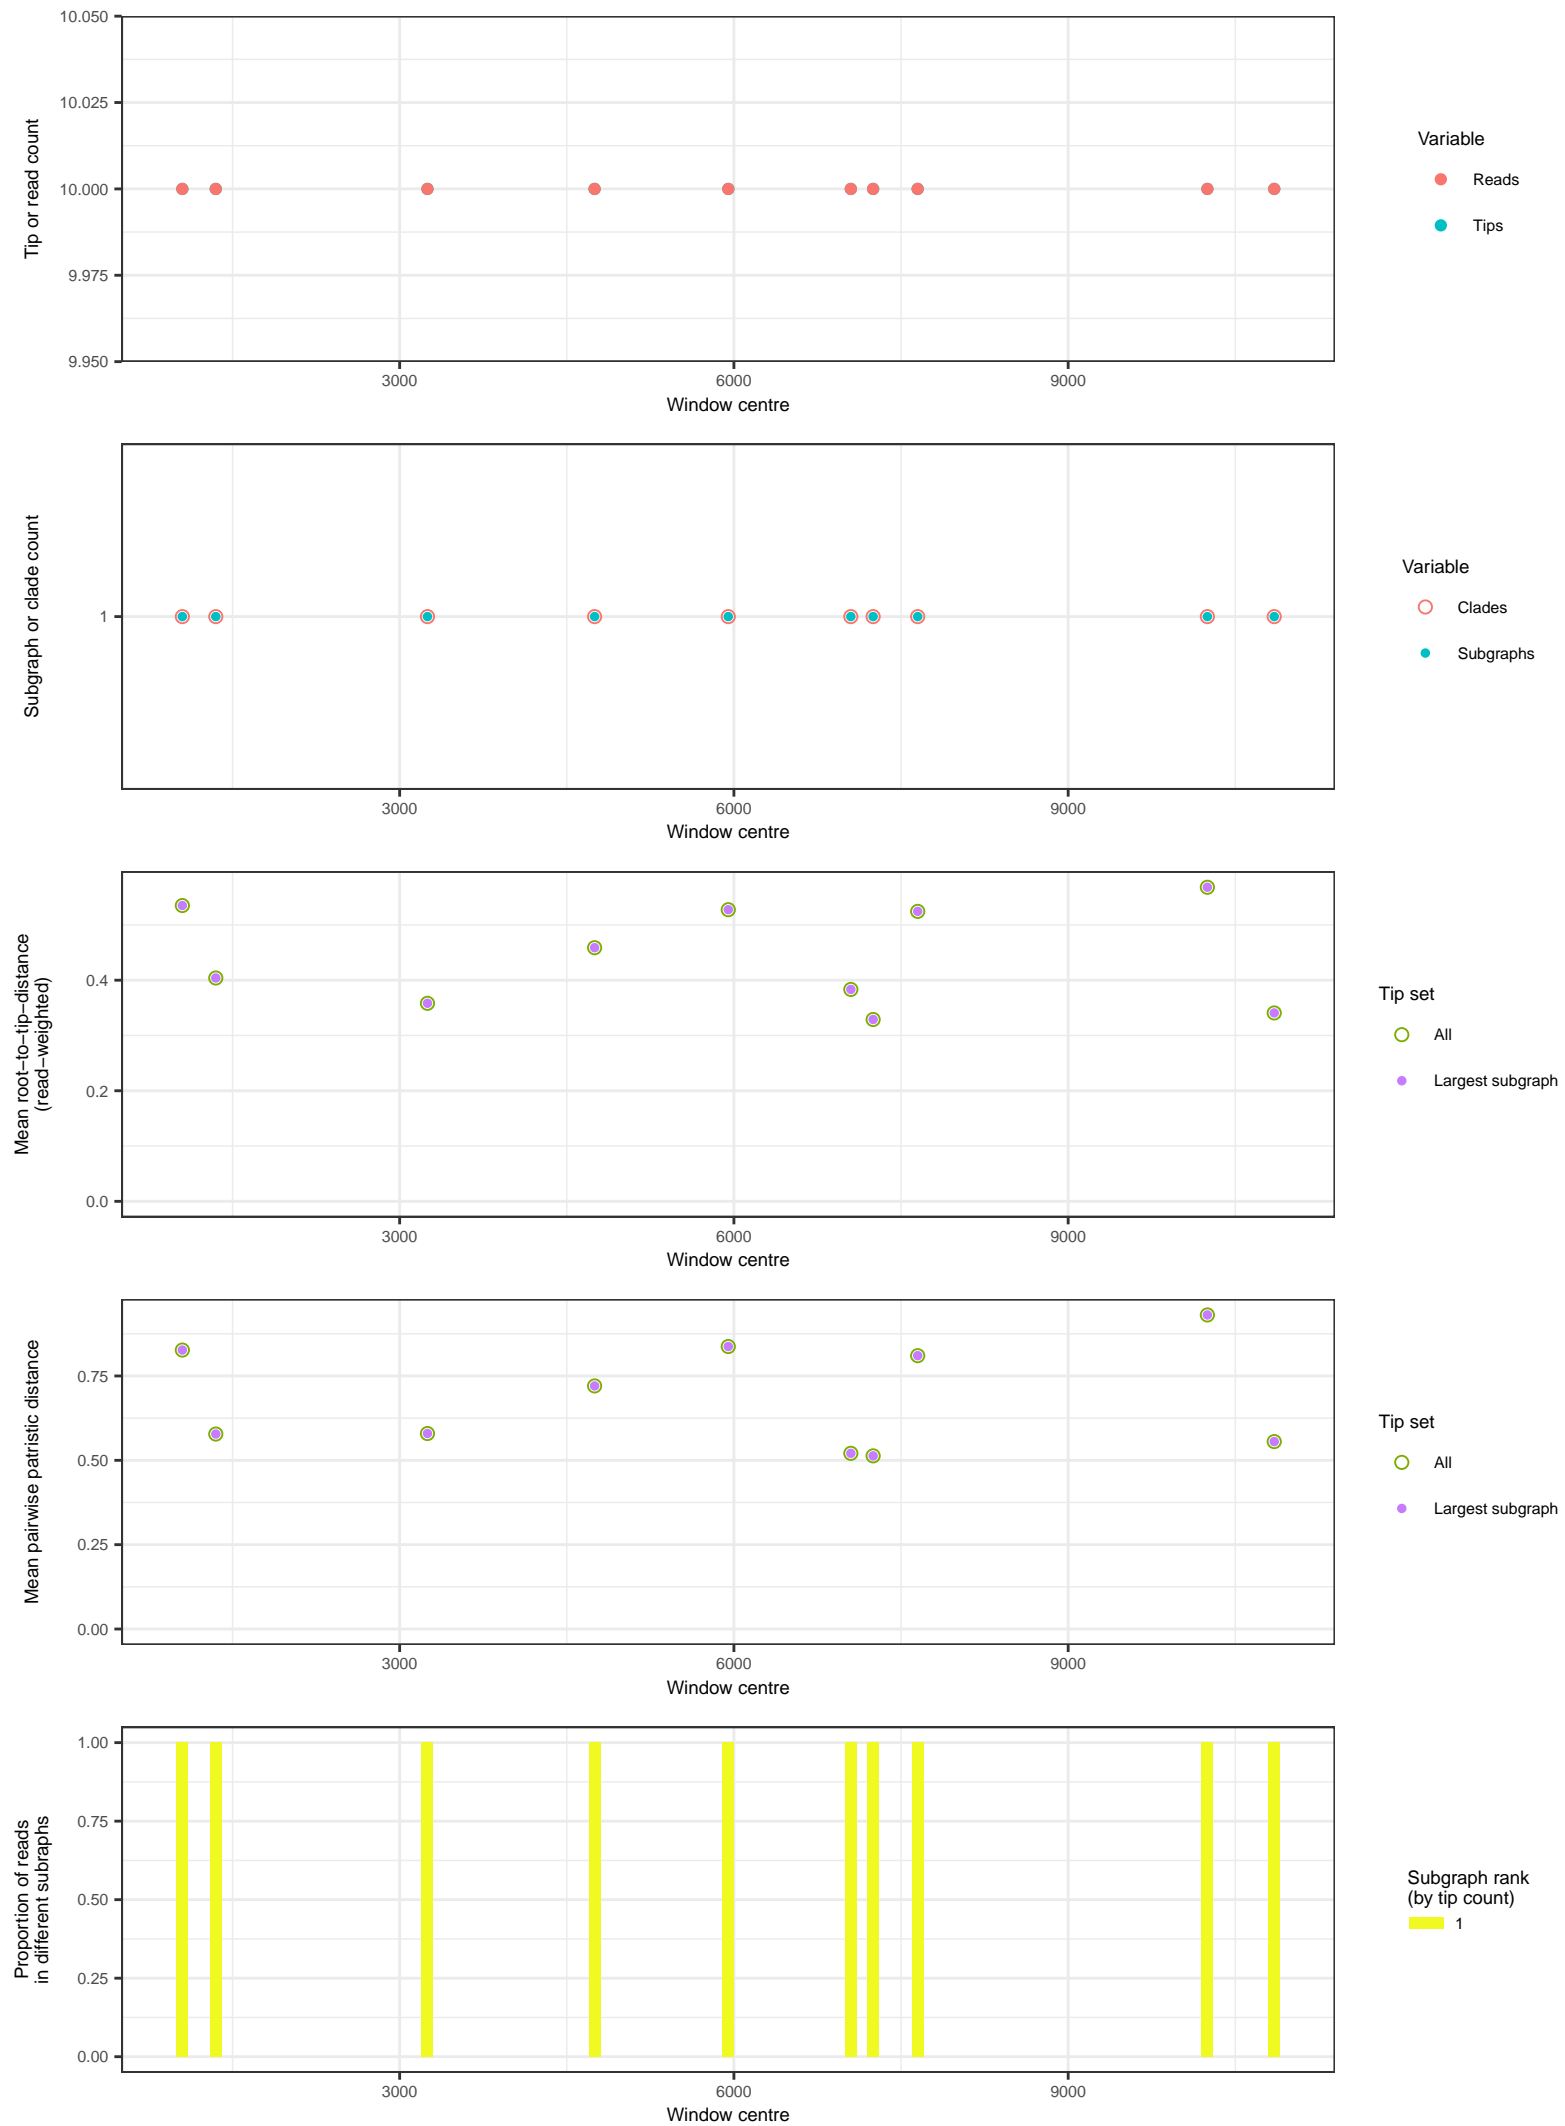 10.050
10.025
10.000
9.975
9.950
Tip or read count
3000
6000
9000
Window centre
Variable
Reads
Tips
1
Subgraph or clade count
3000
6000
9000
Window centre
Variable
Clades
Subgraphs
0.4
0.2
0.0
Mean root−to−tip−distance
(read−weighted)
3000
6000
9000
Window centre
Tip set
All
Largest subgraph
0.75
0.50
0.25
0.00
Mean pairwise patristic distance
3000
6000
9000
Window centre
Tip set
All
Largest subgraph
1.00
0.75
0.50
0.25
0.00
Proportion of reads
in different subraphs
3000
6000
9000
Window centre
Subgraph rank
(by tip count)
1